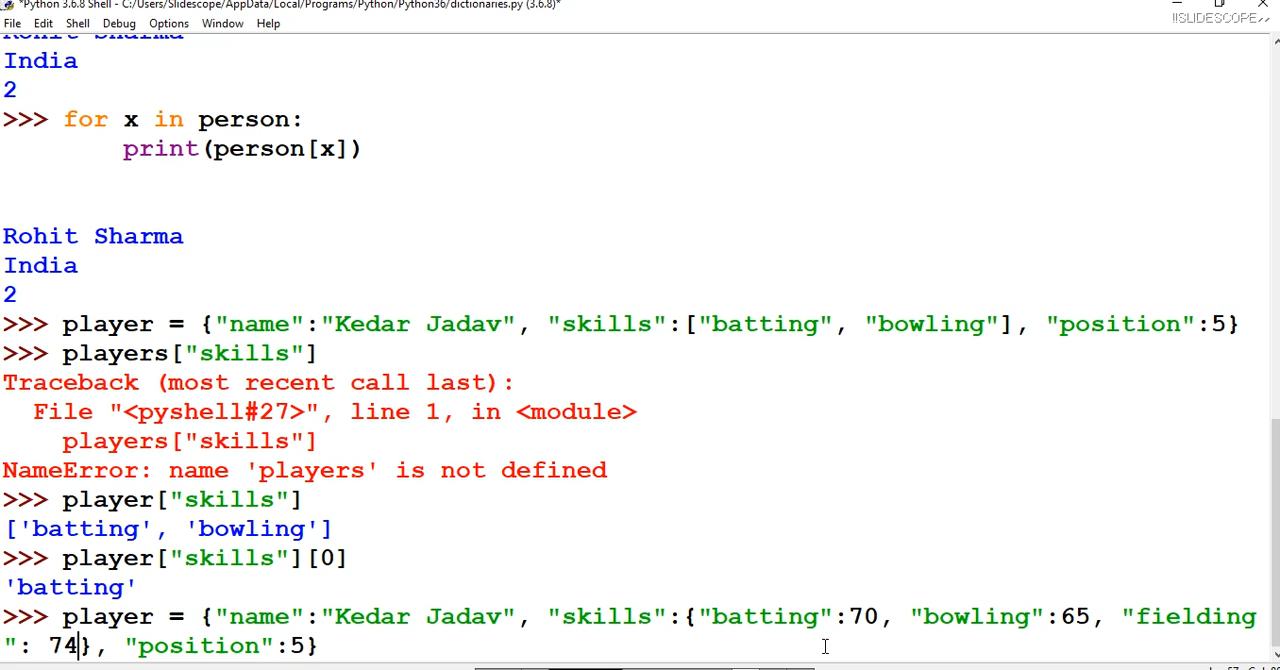 *Python 3.6.8 Shell - C:/Users/Slidescope/AppData/Local/Programs/Python/Python36/dictionaries.py (3.6.8)*
File Edit Shell Debug Options Window Help
!!SLIDESCOPE
Rohit Sharma
India
2
>>> for x in person:
print(person[x])
Rohit Sharma
India
2
>>> player = {"name":"Kedar Jadav", "skills":["batting", "bowling"], "position":5}
>>> players["skills"]
Traceback (most recent call last):
File "<pyshell#27>", line 1, in <module>
players["skills"]
NameError: name 'players' is not defined
>>> player["skills"]
['batting', 'bowling']
>>> player["skills"][0]
'batting'
>>> player = {"name":"Kedar Jadav", "skills":{"batting":70, "bowling":65, "fielding
": 74}, "position":5}